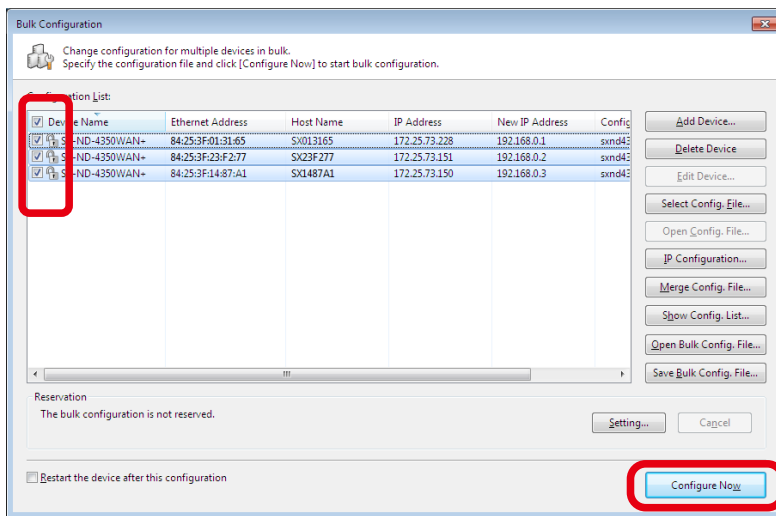 Bulk Configuration
Change configuration for multiple devices in bulk.
Specify the configuration file and click [Configure Now] to start bulk configuration.
List:
Name Ethernet Address Host Name IP Address New IP Address Config
-ND-4350WAN+ 84:25:3F:01:31:65 SX013165 172.25.73.228 192.168.0.1 sxnd43
-ND-4350WAN+ 84:25:3F:23:F2:77 SX23F277 172.25.73.151 192.168.0.2 sxnd43
-ND-4350WAN+ 84:25:3F:14:87:A1 SX1487A1 172.25.73.150 192.168.0.3 sxnd43
Add Device...
Delete Device
Edit Device...
Select Config. File...
Open Config. File...
IP Configuration...
Merge Config. File...
Show Config. List...
Open Bulk Config. File...
Save Bulk Config. File...
Reservation
The bulk configuration is not reserved.
Setting...
Cancel
Restart the device after this configuration
Configure Now